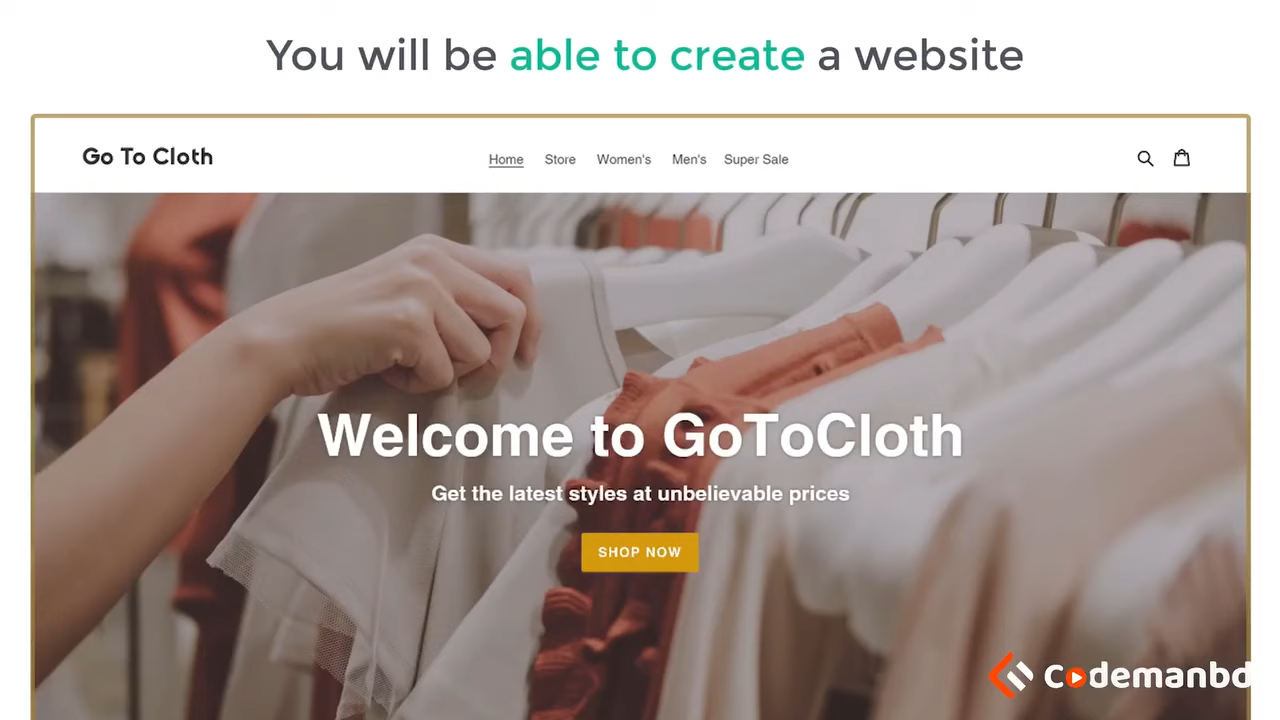 You will be able to create a website
Go To Cloth
Home Store Women's Men's Super Sale
Welcome to GoToCloth
Get the latest styles at unbelievable prices
SHOP NOW
Codemanbd